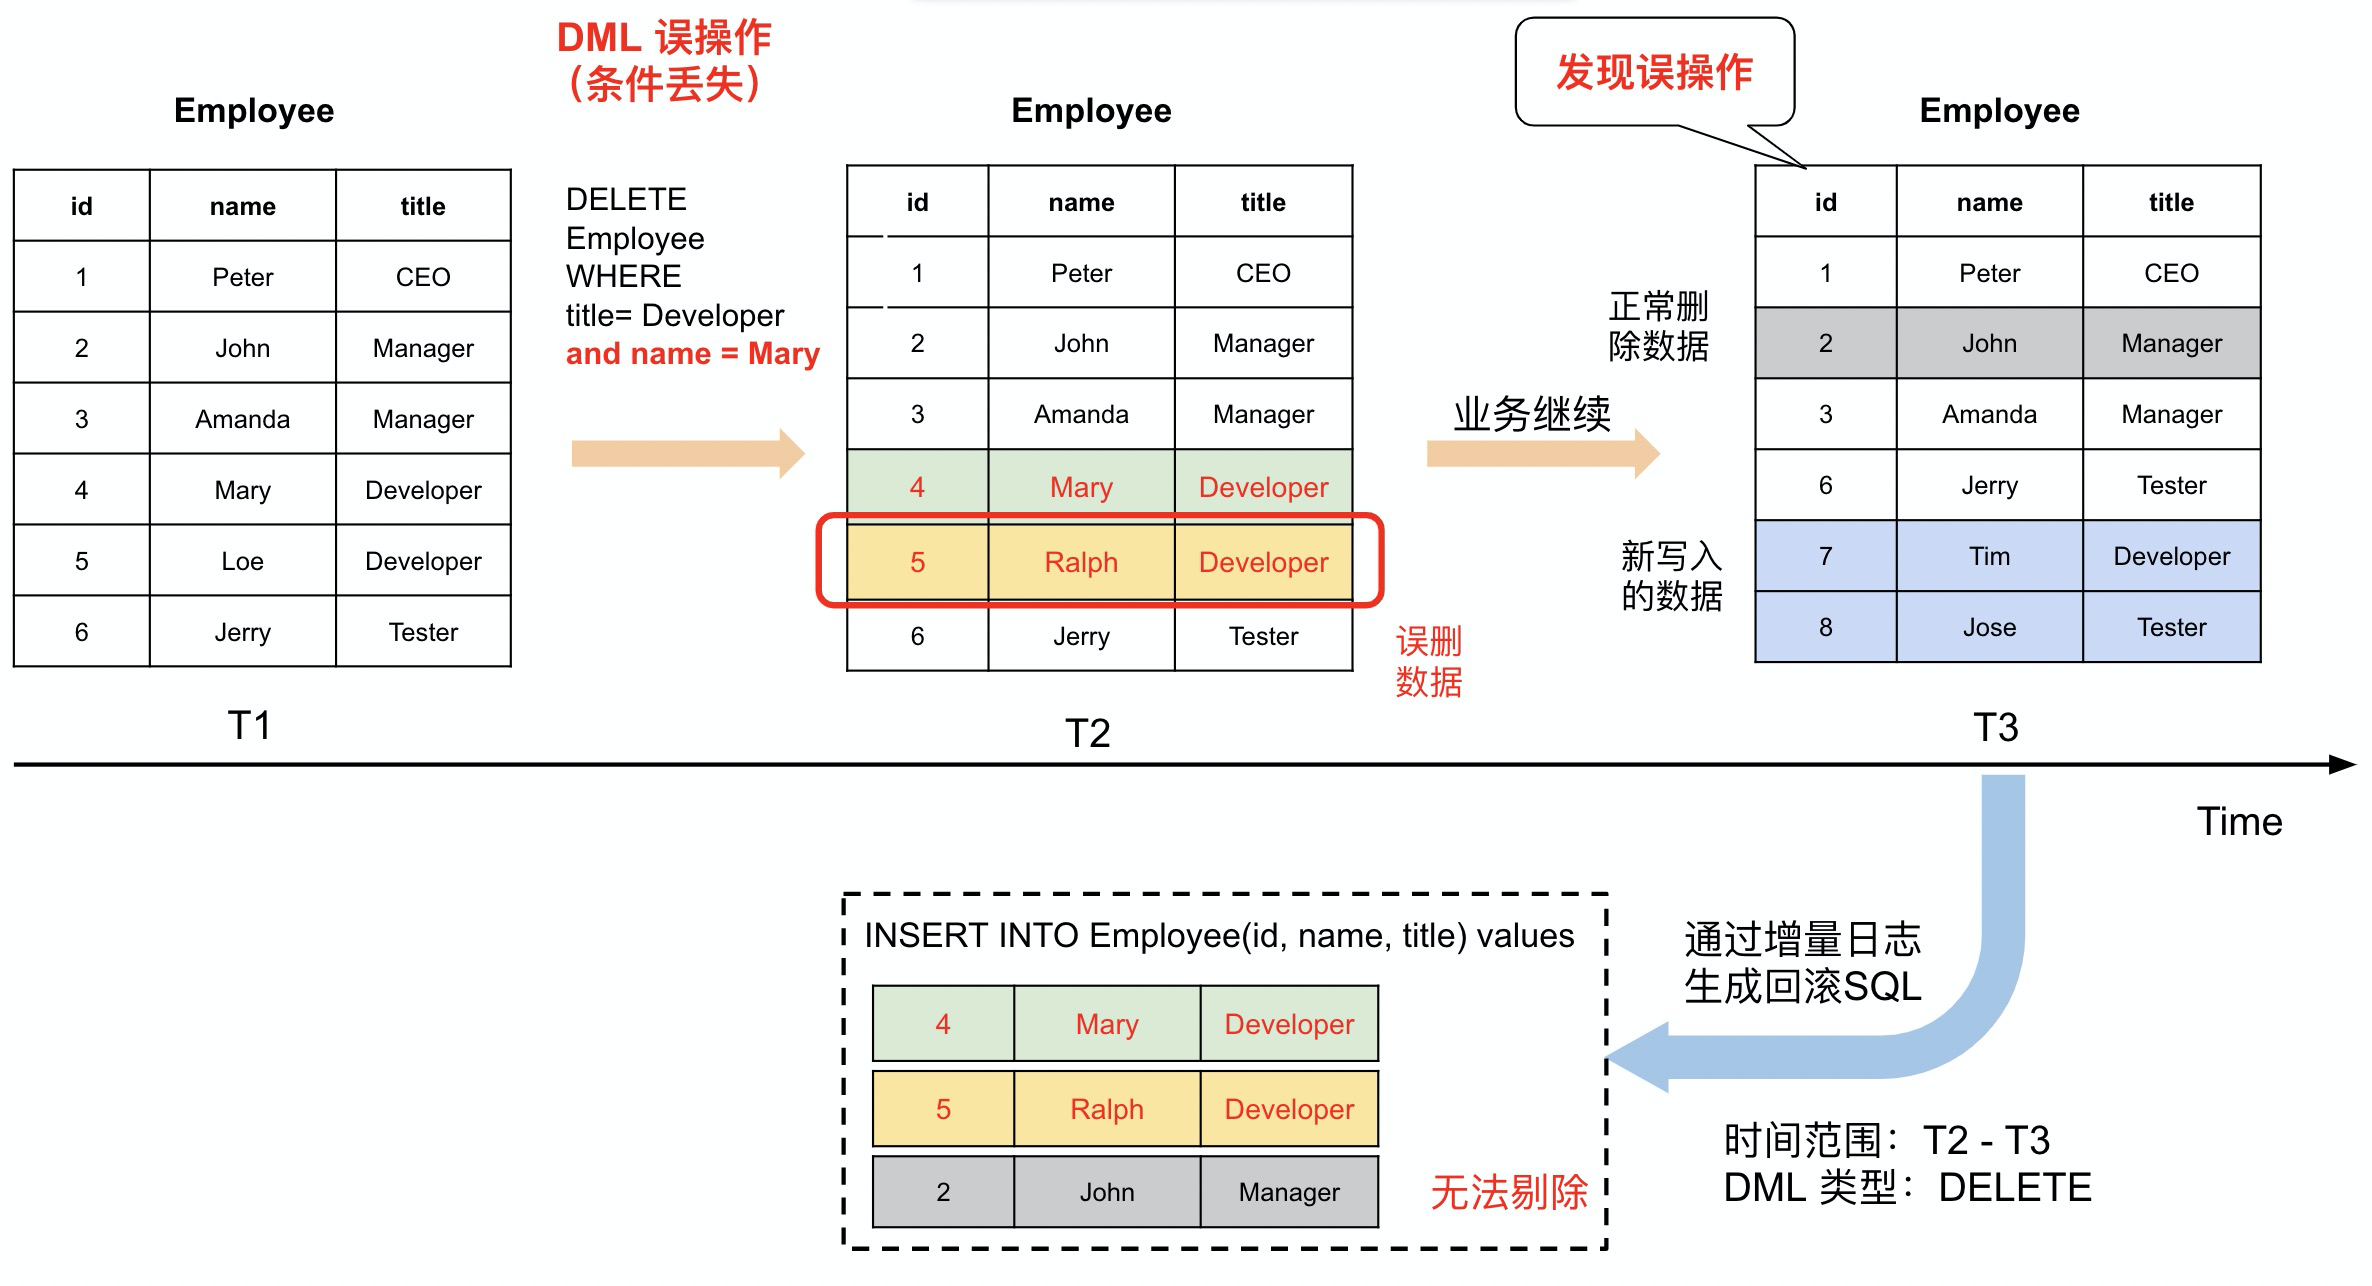 DML 误操作
（条件丢失）
发现误操作
Employee
id name title
1 Peter CEO
2 John Manager
3 Amanda Manager
4 Mary Developer
5 Loe Developer
6 Jerry Tester
T1
DELETE
Employee
WHERE
title= Developer
and name = Mary
Employee
id name title
1 Peter CEO
2 John Manager
3 Amanda Manager
4 Mary Developer
5 Ralph Developer
6 Jerry Tester
误删
数据
T2
业务继续
Employee
id name title
1 Peter CEO
正常删
除数据
2 John Manager
3 Amanda Manager
6 Jerry Tester
新写入
的数据
7 Tim Developer
8 Jose Tester
T3
Time
通过增量日志
生成回滚SQL
时间范围：T2 - T3
DML 类型：DELETE
INSERT INTO Employee(id, name, title) values
4 Mary Developer
5 Ralph Developer
2 John Manager
无法剔除